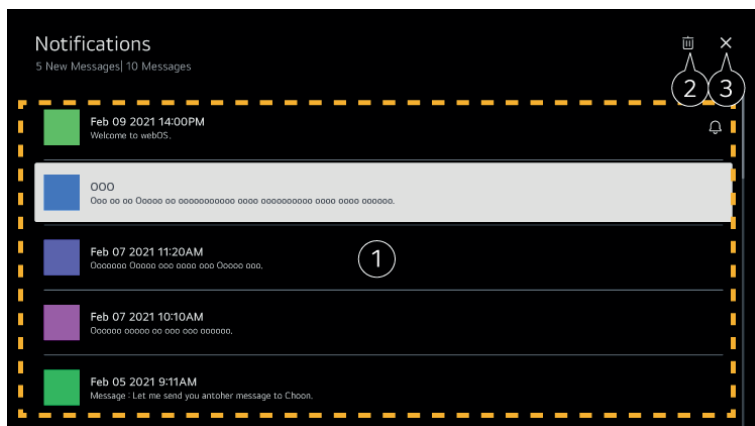 Notifications
5 New Messages| 10 Messages
2
3
Feb 09 2021 14:00PM
Welcome to webOS.
OOO
Ooo oo oo Ooooo oo ooooooooooo oooo oooooooooo oooo oooo oooooo.
Feb 07 2021 11:20AM
Ooooooo Ooooo ooo oooo ooo Ooooo ooo.
1
Feb 07 2021 10:10AM
Oooooo ooooo oo ooo ooo oooooo.
Feb 05 2021 9:11AM
Message : Let me send you antoher message to Choon.